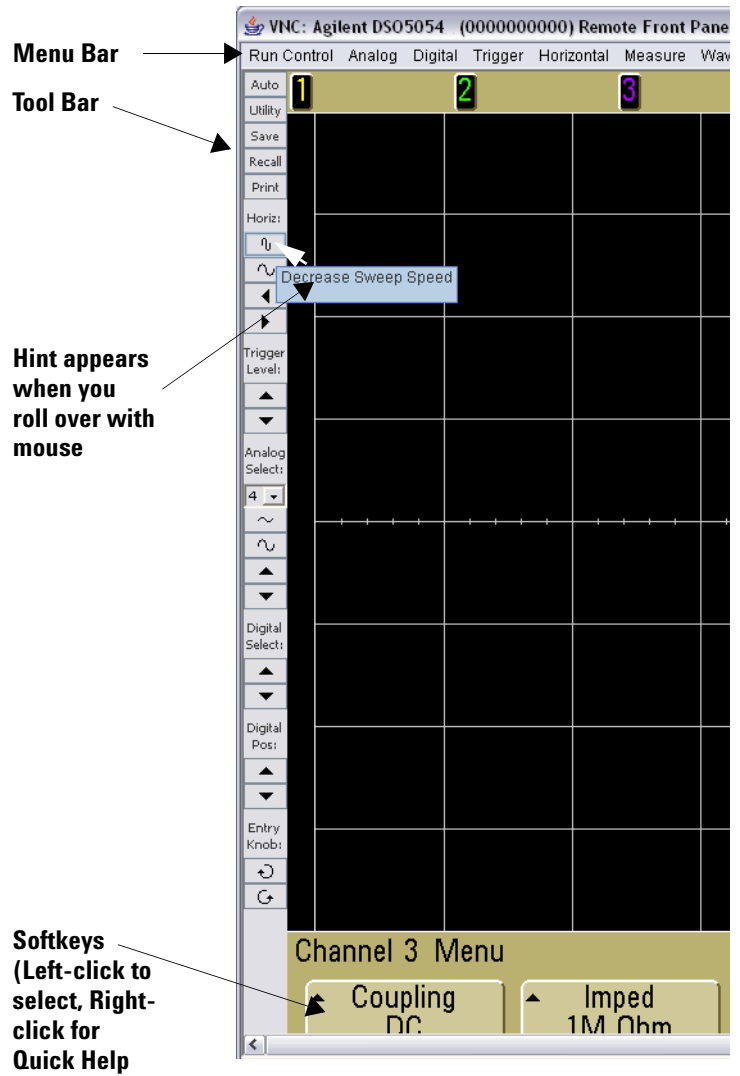 VNC: Agilent DSO5054 (0000000000) Remote Front Pane
Menu Bar
Run Control Analog Digital Trigger Horizontal Measure Wav
Tool Bar
Auto
1 2 3
Utility
Save
Recall
Print
Horiz:
Decrease Sweep Speed
Hint appears
when you
roll over with
mouse
Trigger
Level:
Analog
Select:
4
Digital
Select:
Digital
Pos:
Entry
Knob:
Softkeys
(Left-click to
select, Right-
click for
Quick Help
Channel 3 Menu
Coupling
DC
Imped
1M Ohm